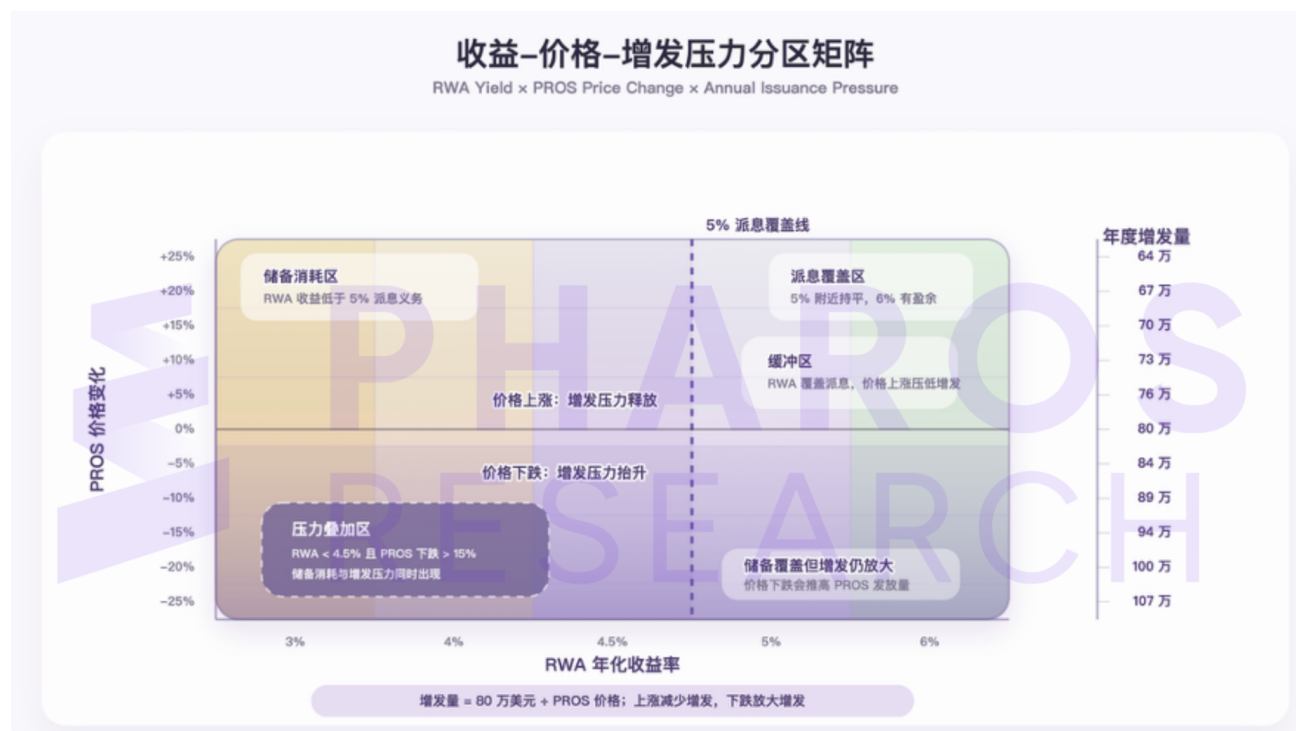 收益–价格–增发压力分区矩阵
RWA Yield × PROS Price Change × Annual Issuance Pressure
5% 派息覆盖线
年度增发量
+25%
+20%
+15%
+10%
+5%
0%
−5%
−10%
−15%
−20%
−25%
PROS 价格变化
储备消耗区
RWA 收益低于 5% 派息义务
派息覆盖区
5% 附近持平，6% 有盈余
缓冲区
RWA 覆盖派息，价格上涨压低增发
价格上涨：增发压力释放
价格下跌：增发压力抬升
压力叠加区
RWA < 4.5% 且 PROS 下跌 > 15%
储备消耗与增发压力同时出现
储备覆盖但增发仍放大
价格下跌会推高 PROS 发放量
64 万
67 万
70 万
73 万
76 万
80 万
84 万
89 万
94 万
100 万
107 万
3%
4%
4.5%
5%
6%
RWA 年化收益率
增发量 = 80 万美元 ÷ PROS 价格；上涨减少增发，下跌放大增发
PHAROS
RESEARCH